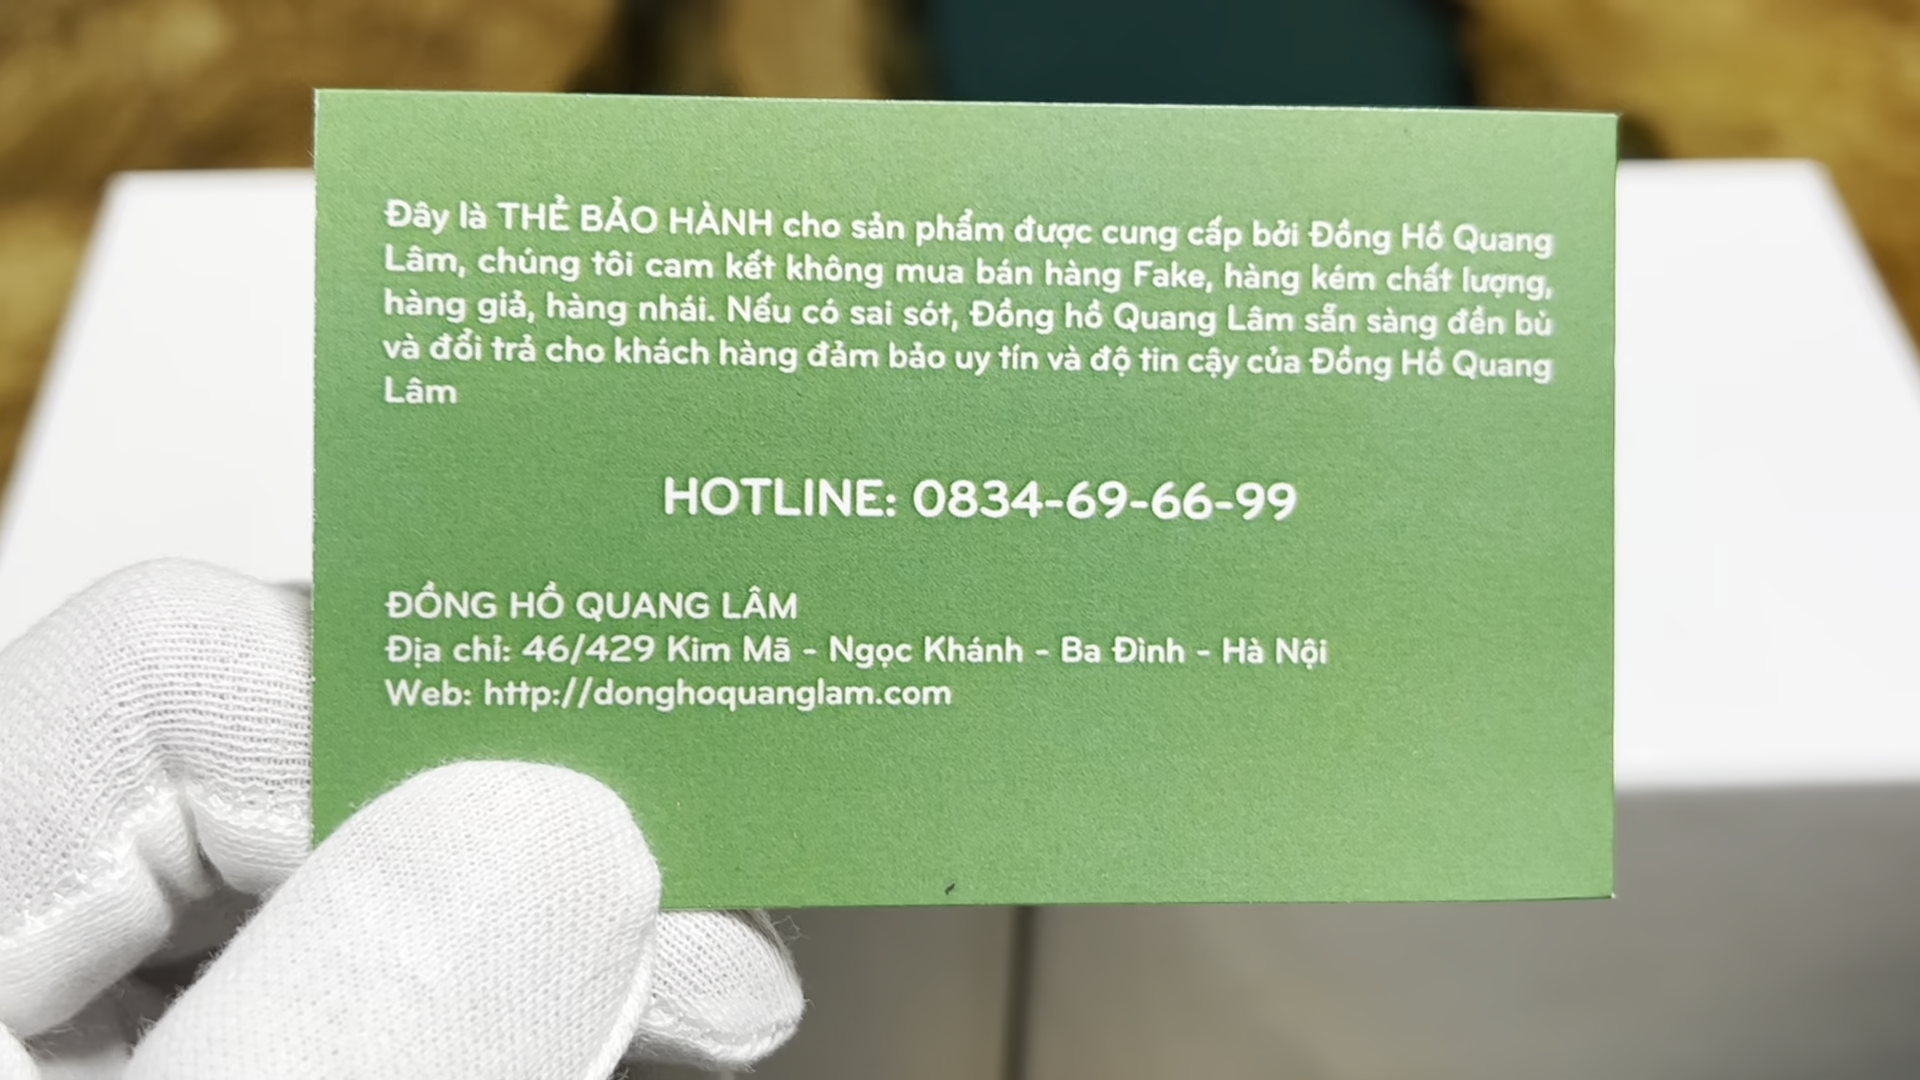 Đây là THẺ BẢO HÀNH cho sản phẩm được cung cấp bởi Đồng Hồ Quang
Lâm, chúng tôi cam kết không mua bán hàng Fake, hàng kém chất lượng,
hàng giả, hàng nhái. Nếu có sai sót, Đồng hồ Quang Lâm sẵn sàng đền bù
và đổi trả cho khách hàng đảm bảo uy tín và độ tin cậy của Đồng Hồ Quang
Lâm
HOTLINE: 0834-69-66-99
ĐỒNG HỒ QUANG LÂM
Địa chỉ: 46/429 Kim Mã - Ngọc Khánh - Ba Đình - Hà Nội
Web: http://donghoquanglam.com